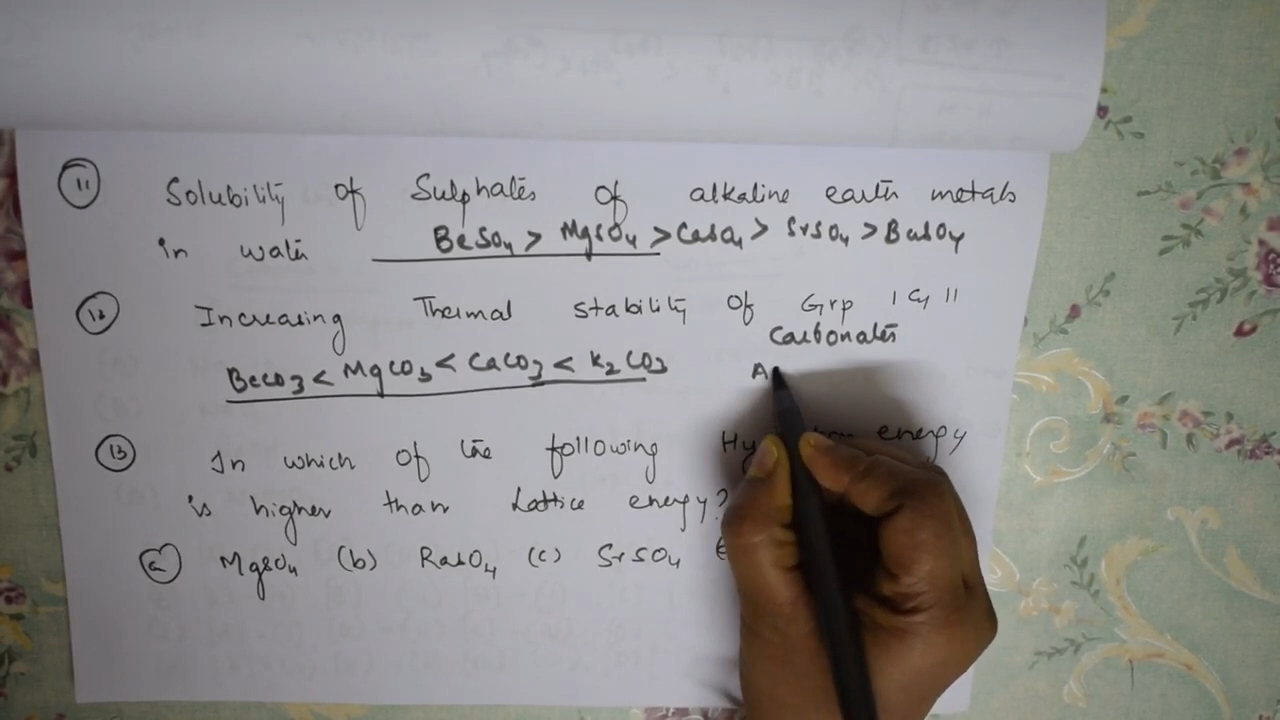 11 Solubility of Sulphates of alkaline earth metals
in water BeSO4 > MgSO4 > CaSO4 > SrSO4 > BaSO4
12 Increasing Thermal stability of Grp I & II
Carbonates
BeCO3 < MgCO3 < CaCO3 < K2CO3
13 In which of the following energy
is higher than Lattice energy?
(a) MgSO4 (b) RaSO4 (c) SrSO4